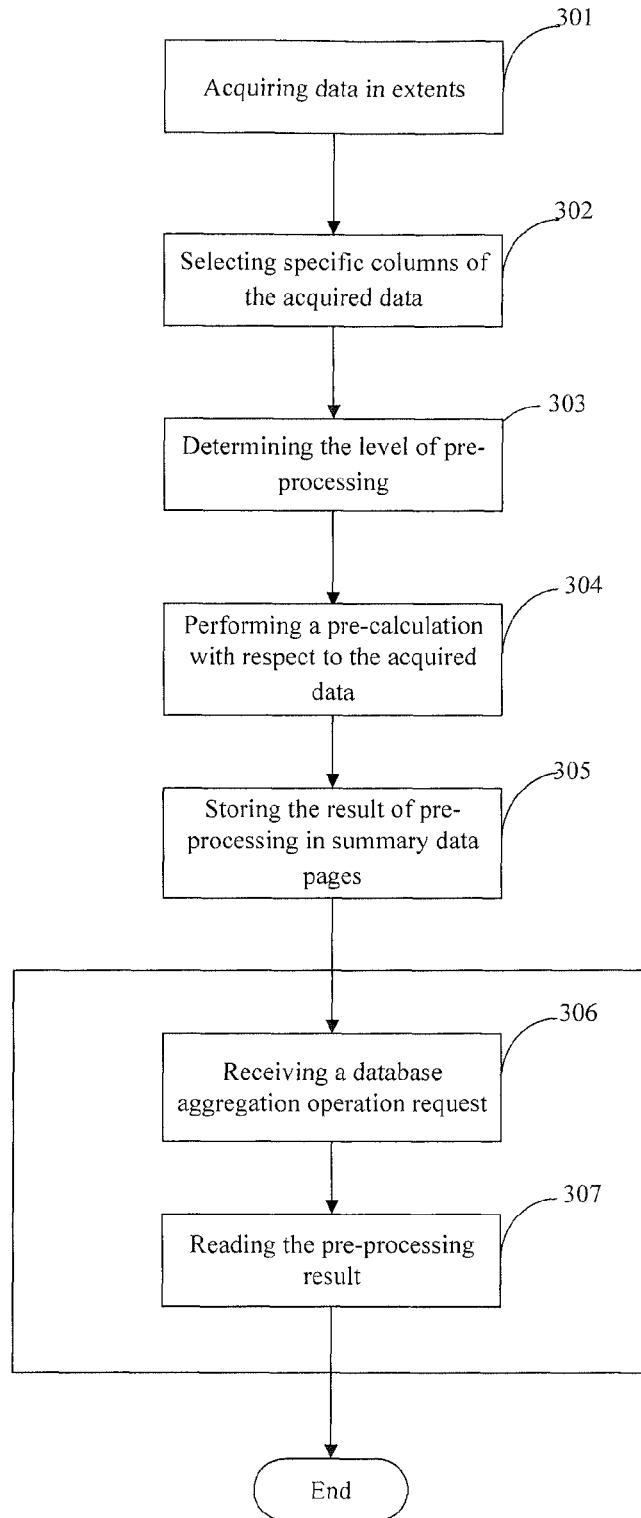 301
Acquiring data in extents
302
Selecting specific columns of
the acquired data
303
Determining the level of pre-
processing
304
Performing a pre-calculation
with respect to the acquired
data
305
Storing the result of pre-
processing in summary data
pages
306
Receiving a database
aggregation operation request
307
Reading the pre-processing
result
End